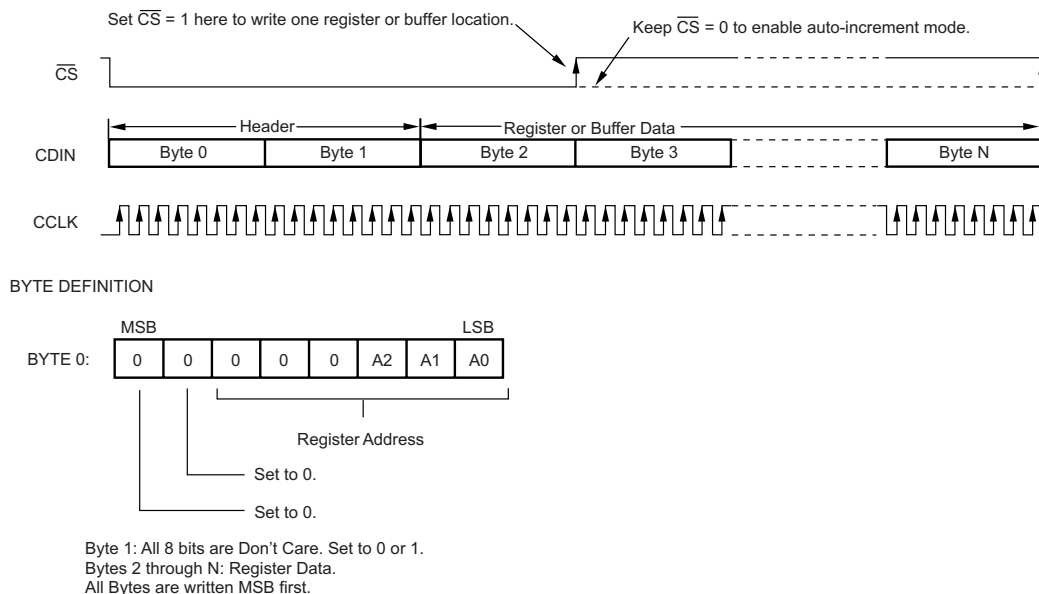 Set CS = 1 here to write one register or buffer location.
Keep CS = 0 to enable auto-increment mode.
CS
Header
Register or Buffer Data
CDIN
Byte 0
Byte 1
Byte 2
Byte 3
Byte N
CCLK
BYTE DEFINITION
MSB
LSB
BYTE 0:
0 0 0 0 0 A2 A1 A0
Register Address
Set to 0.
Set to 0.
Byte 1: All 8 bits are Don't Care. Set to 0 or 1.
Bytes 2 through N: Register Data.
All Bytes are written MSB first.